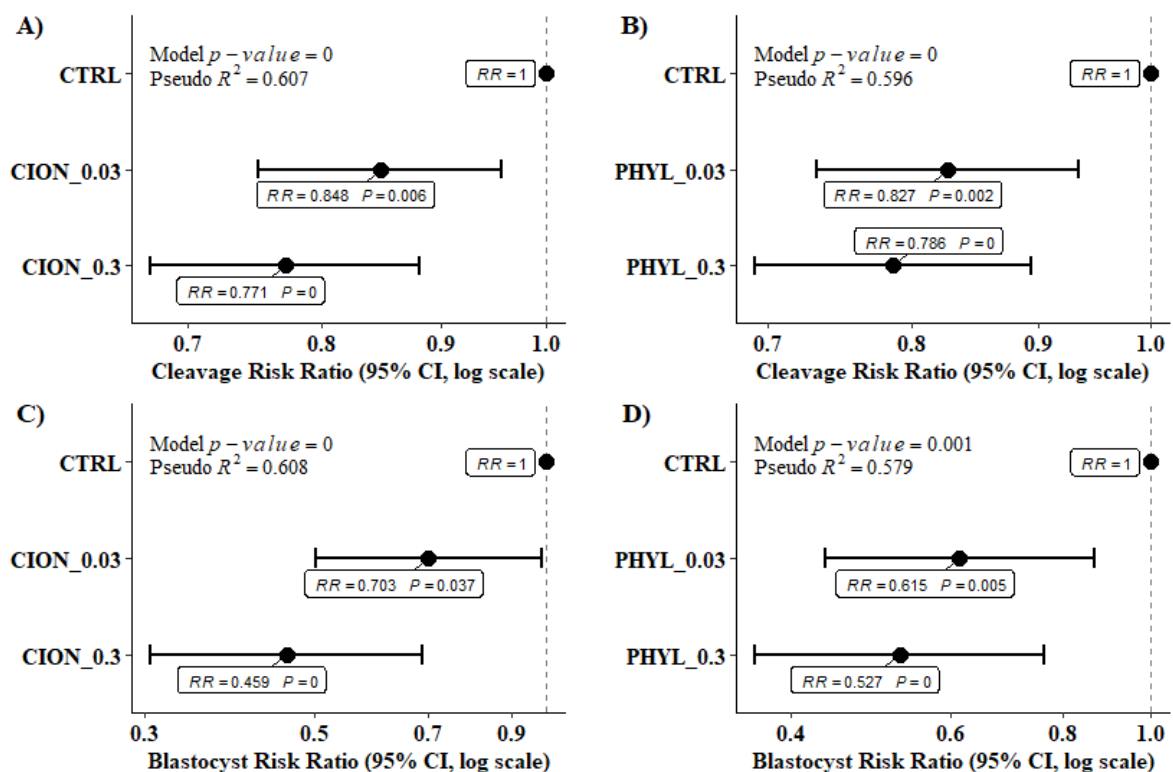 A)
Model p − value = 0
Pseudo R² = 0.607
CTRL
RR = 1
CION_0.03
RR = 0.848 P = 0.006
CION_0.3
RR = 0.771 P = 0
0.7 0.8 0.9 1.0
Cleavage Risk Ratio (95% CI, log scale)
B)
Model p − value = 0
Pseudo R² = 0.596
CTRL
RR = 1
PHYL_0.03
RR = 0.827 P = 0.002
RR = 0.786 P = 0
PHYL_0.3
0.7 0.8 0.9 1.0
Cleavage Risk Ratio (95% CI, log scale)
C)
Model p − value = 0
Pseudo R² = 0.608
CTRL
RR = 1
CION_0.03
RR = 0.703 P = 0.037
CION_0.3
RR = 0.459 P = 0
0.3 0.5 0.7 0.9
Blastocyst Risk Ratio (95% CI, log scale)
D)
Model p − value = 0.001
Pseudo R² = 0.579
CTRL
RR = 1
PHYL_0.03
RR = 0.615 P = 0.005
PHYL_0.3
RR = 0.527 P = 0
0.4 0.6 0.8 1.0
Blastocyst Risk Ratio (95% CI, log scale)